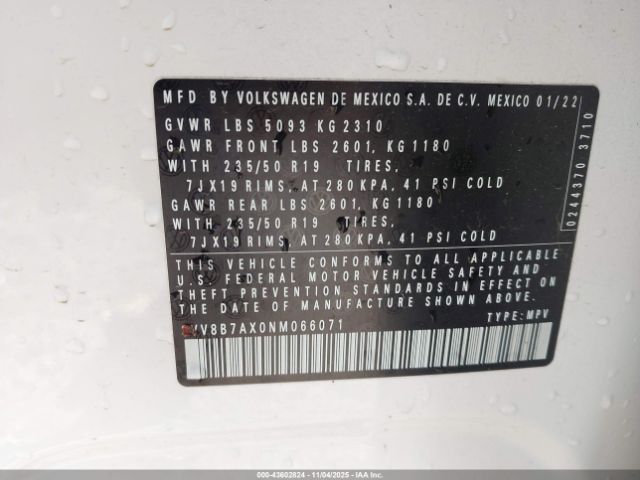 MFD BY VOLKSWAGEN DE MEXICO S.A. DE C.V. MEXICO 01/22
GVWR LBS 5093 KG 2310
GAWR FRONT LBS 2601, KG 1180
WITH 235/50 R19 TIRES,
7JX19 RIMS, AT 280 KPA, 41 PSI COLD
GAWR REAR LBS 2601, KG 1180
WITH 235/50 R19 TIRES,
7JX19 RIMS, AT 280 KPA, 41 PSI COLD
THIS VEHICLE CONFORMS TO ALL APPLICABLE
U.S. FEDERAL MOTOR VEHICLE SAFETY AND
THEFT PREVENTION STANDARDS IN EFFECT ON
THE DATE OF MANUFACTURE SHOWN ABOVE.
VV8B7AX0NM066071 TYPE: MPV
0244370 3710
000-43602824 - 11/04/2025 - IAA Inc.